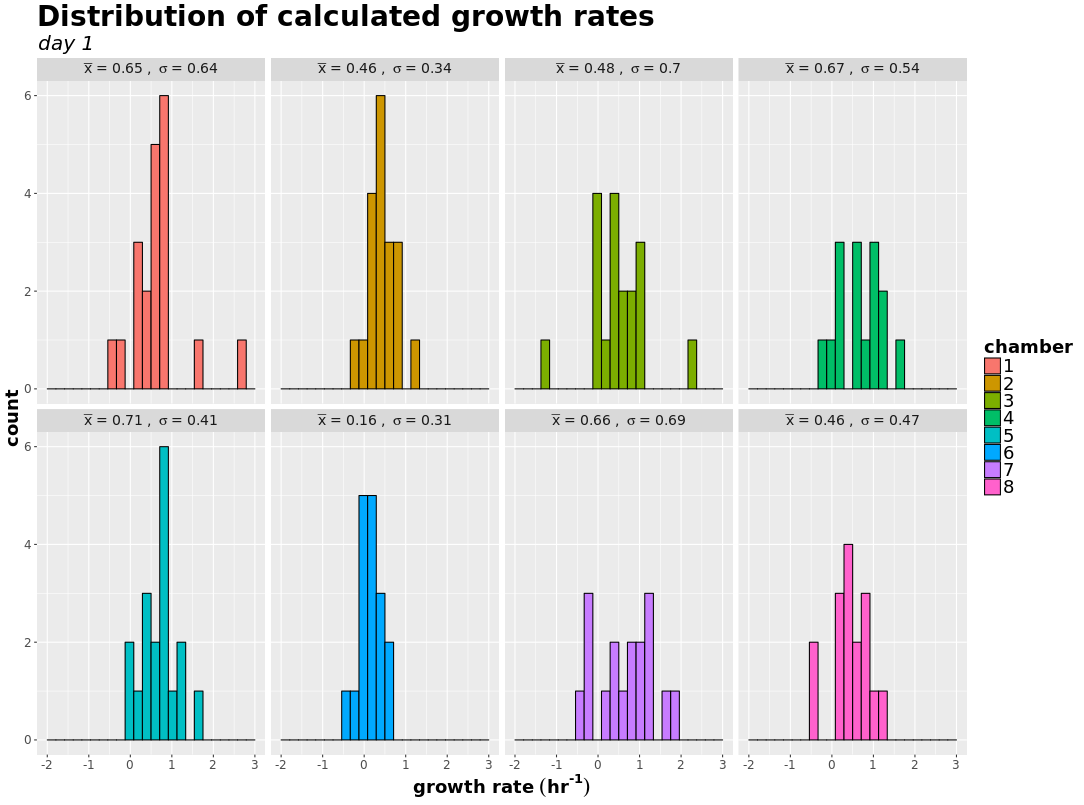 Distribution of calculated growth rates
day 1
x̅ = 0.65 , σ = 0.64
x̅ = 0.46 , σ = 0.34
x̅ = 0.48 , σ = 0.7
x̅ = 0.67 , σ = 0.54
6
4
2
0
x̅ = 0.71 , σ = 0.41
x̅ = 0.16 , σ = 0.31
x̅ = 0.66 , σ = 0.69
x̅ = 0.46 , σ = 0.47
6
4
2
0
-2 -1 0 1 2 3
-2 -1 0 1 2 3
-2 -1 0 1 2 3
-2 -1 0 1 2 3
count
growth rate (hr⁻¹)
chamber
1
2
3
4
5
6
7
8